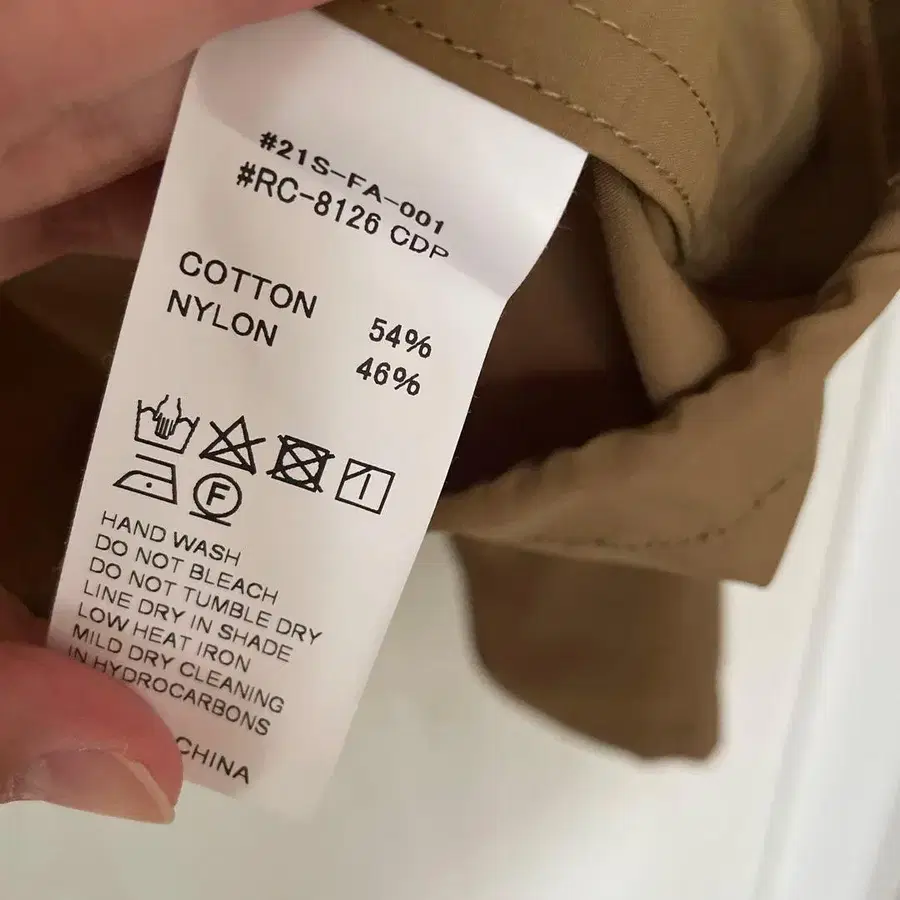 #21S-FA-001
#RC-8126 CDP
COTTON 54%
NYLON 46%
F
HAND WASH
DO NOT BLEACH
DO NOT TUMBLE DRY
LINE DRY IN SHADE
LOW HEAT IRON
MILD DRY CLEANING
IN HYDROCARBONS
CHINA